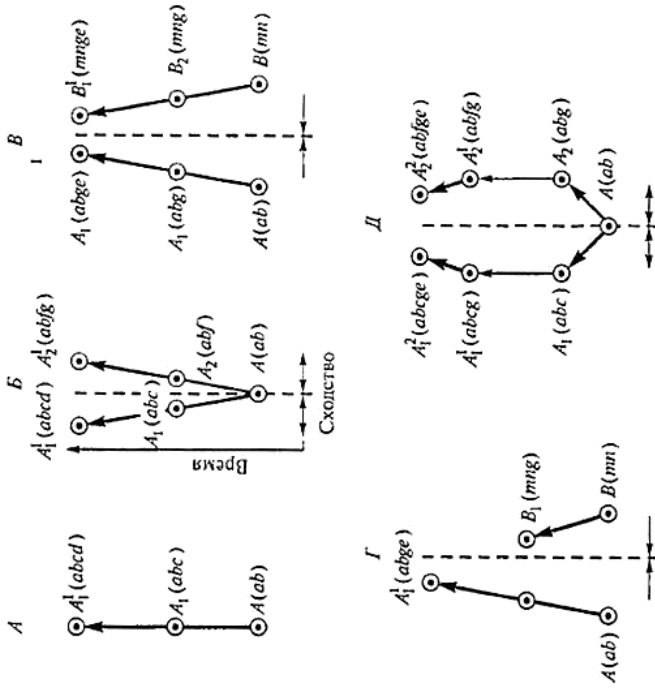 А
A₁¹(abcd)
A₁(abc)
A(ab)
Б
A₁¹(abcd)
A₂¹(abfg)
A₁(abc)
A₂(abf)
A(ab)
Время
Сходство
В
1
A₁(abge)
B₁¹(mnge)
A₁(abg)
B₂(mng)
A(ab)
B(mn)
Г
A₁¹(abge)
B₁(mng)
A(ab)
B(mn)
Д
A₁²(abcge)
A₂²(abfge)
A₁¹(abcg)
A₂¹(abfg)
A₁(abc)
A₂(abg)
A(ab)